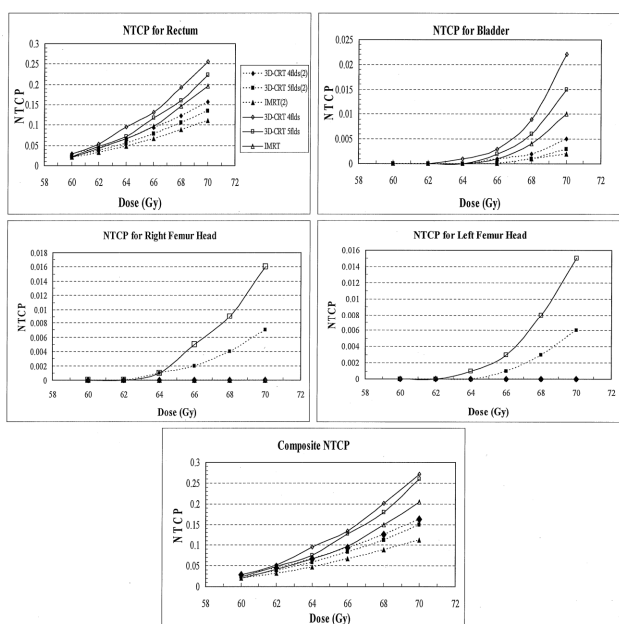 NTCP for Rectum
NTCP
0.3
0.25
0.2
0.15
0.1
0.05
0
58 60 62 64 66 68 70 72
Dose (Gy)
3D-CRT 4flds(2)
3D-CRT 5flds(2)
IMRT(2)
3D-CRT 4flds
3D-CRT 5flds
IMRT
NTCP for Bladder
NTCP
0.025
0.02
0.015
0.01
0.005
0
58 60 62 64 66 68 70 72
Dose (Gy)
NTCP for Right Femur Head
NTCP
0.018
0.016
0.014
0.012
0.01
0.008
0.006
0.004
0.002
0
58 60 62 64 66 68 70 72
Dose (Gy)
NTCP for Left Femur Head
NTCP
0.016
0.014
0.012
0.01
0.008
0.006
0.004
0.002
0
58 60 62 64 66 68 70 72
Dose (Gy)
Composite NTCP
NTCP
0.3
0.25
0.2
0.15
0.1
0.05
0
58 60 62 64 66 68 70 72
Dose (Gy)